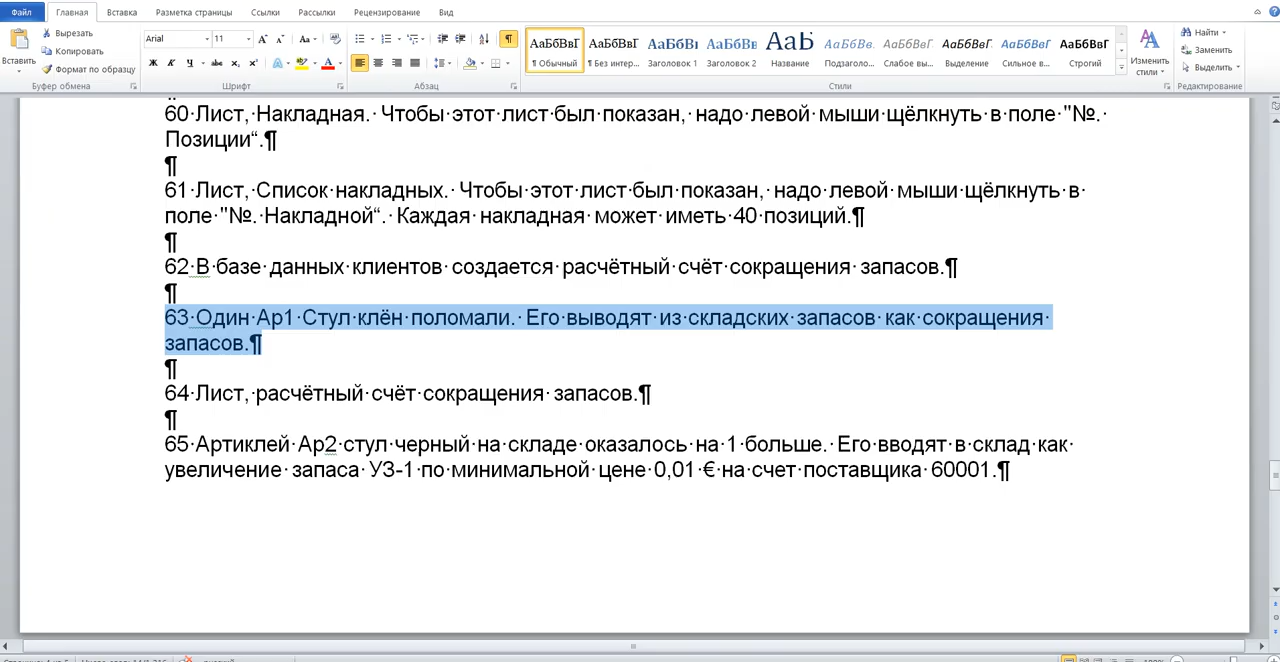 Файл Главная Вставка Разметка страницы Ссылки Рассылки Рецензирование Вид
Вставить
Вырезать
Копировать
Формат по образцу
Буфер обмена
Arial 11
Шрифт
Абзац
АаБбВвГ АаБбВвГ АаБбВı АаБбВв АаБ АаБбВв. АаБбВвГ АаБбВвГ АаБбВвГ АаБбВвГ
¶ Обычный ¶ Без интер... Заголовок 1 Заголовок 2 Название Подзаголо... Слабое вы... Выделение Сильное в... Строгий
Стили
Изменить
стили
Найти
Заменить
Выделить
Редактирование
60 Лист, Накладная. Чтобы этот лист был показан, надо левой мыши щёлкнуть в поле "№.
Позиции“.¶
¶
61 Лист, Список накладных. Чтобы этот лист был показан, надо левой мыши щёлкнуть в
поле "№. Накладной“. Каждая накладная может иметь 40 позиций.¶
¶
62 В базе данных клиентов создается расчётный счёт сокращения запасов.¶
¶
63 Один Ар1 Стул клён поломали. Его выводят из складских запасов как сокращения
запасов.¶
¶
64 Лист, расчётный счёт сокращения запасов.¶
¶
65 Артиклей Ар2 стул черный на складе оказалось на 1 больше. Его вводят в склад как
увеличение запаса УЗ-1 по минимальной цене 0,01 € на счет поставщика 60001.¶